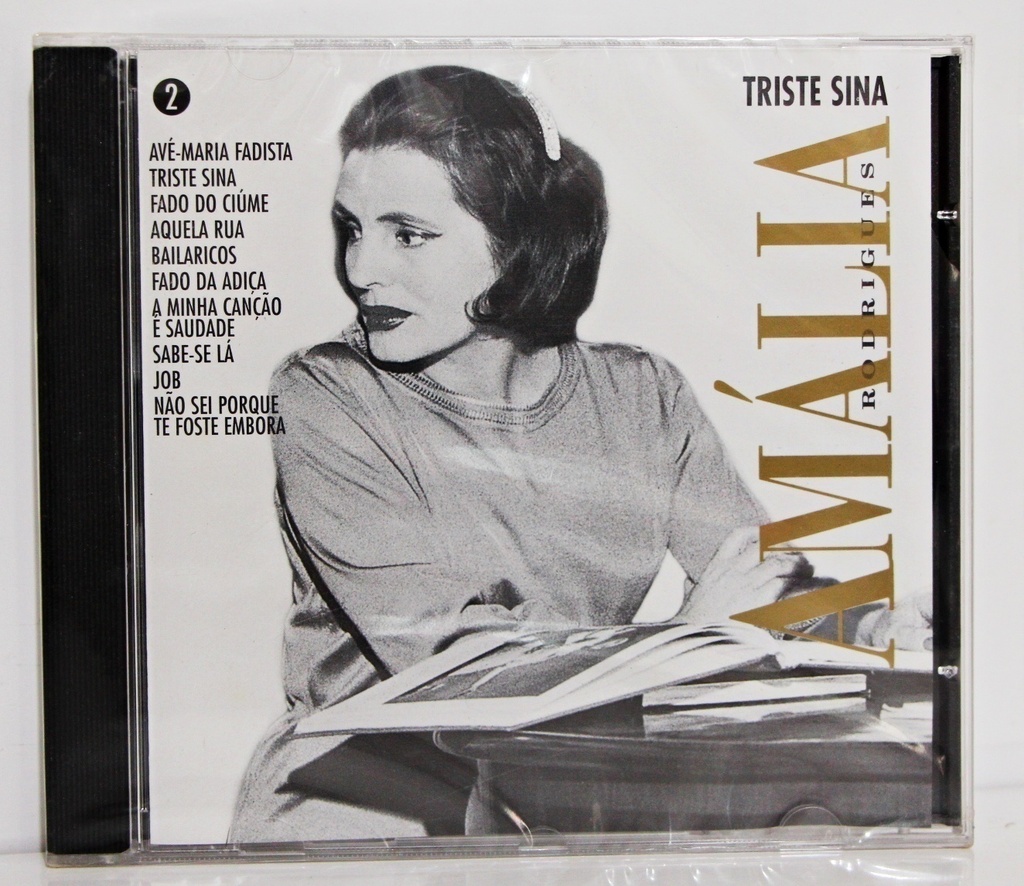 2
AVÉ-MARIA FADISTA
TRISTE SINA
FADO DO CIÚME
AQUELA RUA
BAILARICOS
FADO DA ADIÇA
A MINHA CANÇÃO
E SAUDADE
SABE-SE LÁ
JOB
NÃO SEI PORQUE
TE FOSTE EMBORA
TRISTE SINA
AMÁLIA
RODRIGUES